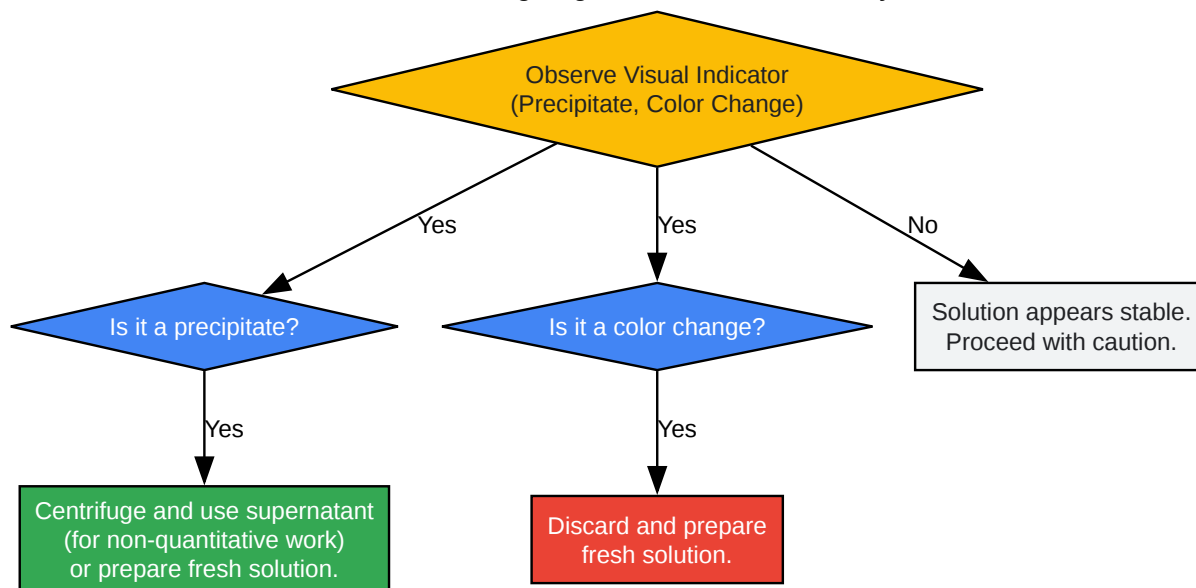 Observe Visual Indicator
(Precipitate, Color Change)
Yes
Yes
No
Is it a precipitate?
Is it a color change?
Solution appears stable.
Proceed with caution.
Yes
Yes
Centrifuge and use supernatant
(for non-quantitative work)
or prepare fresh solution.
Discard and prepare
fresh solution.